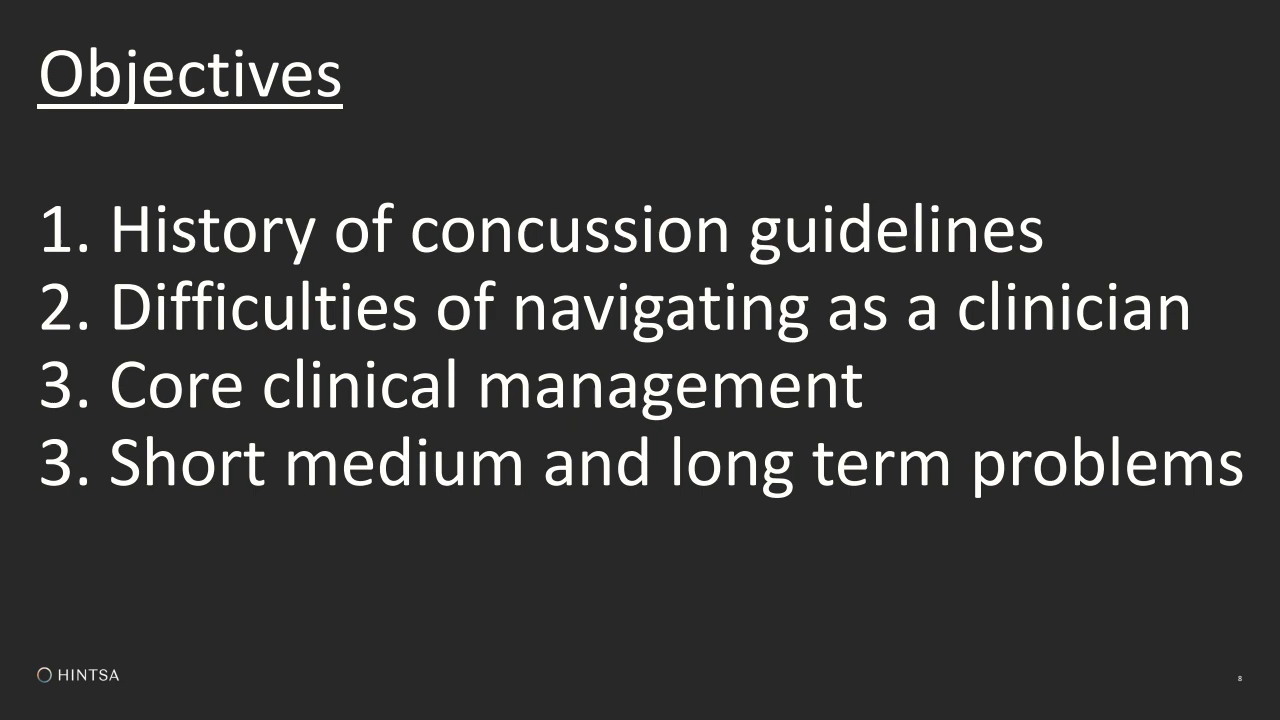 Objectives
1. History of concussion guidelines
2. Difficulties of navigating as a clinician
3. Core clinical management
3. Short medium and long term problems
HINTSA
8